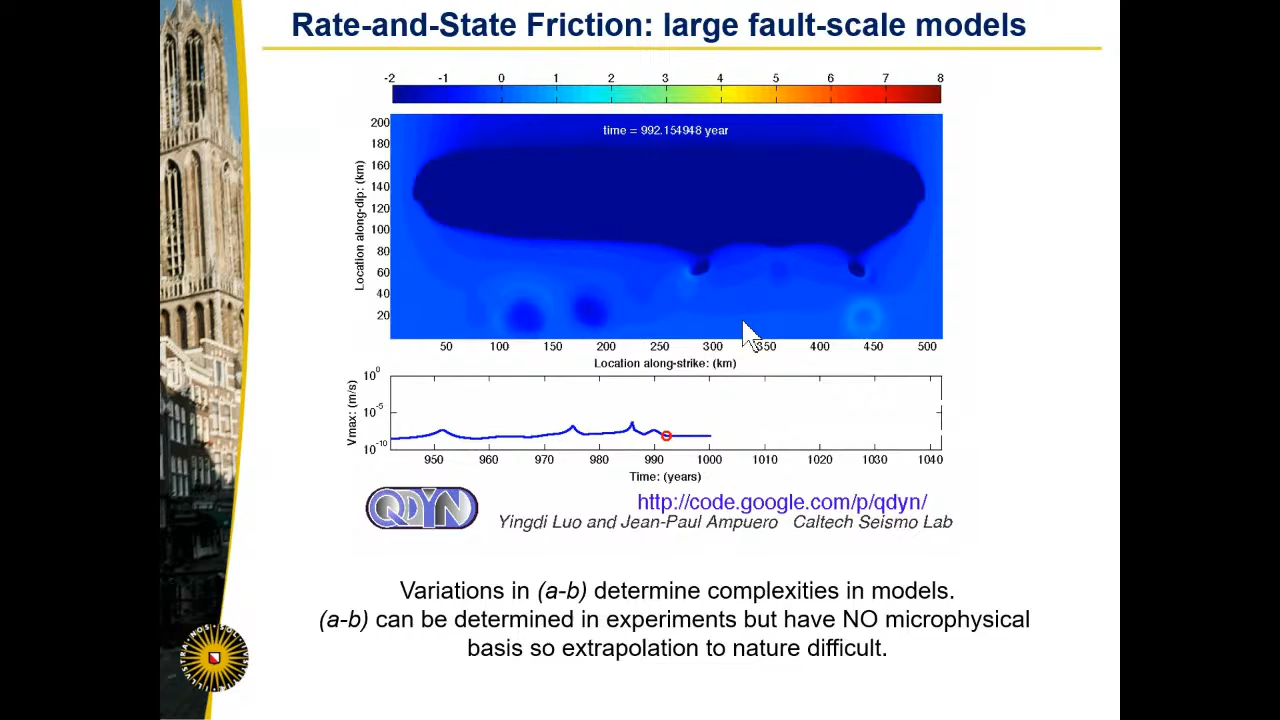 Rate-and-State Friction: large fault-scale models
-2 -1 0 1 2 3 4 5 6 7 8
time = 992.154948 year
Location along-dip: (km)
200
180
160
140
120
100
80
60
40
20
50 100 150 200 250 300 350 400 450 500
Location along-strike: (km)
Vmax: (m/s)
10^0
10^-5
10^-10
950 960 970 980 990 1000 1010 1020 1030 1040
Time: (years)
QDYN
http://code.google.com/p/qdyn/
Yingdi Luo and Jean-Paul Ampuero Caltech Seismo Lab
Variations in (a-b) determine complexities in models.
(a-b) can be determined in experiments but have NO microphysical
basis so extrapolation to nature difficult.